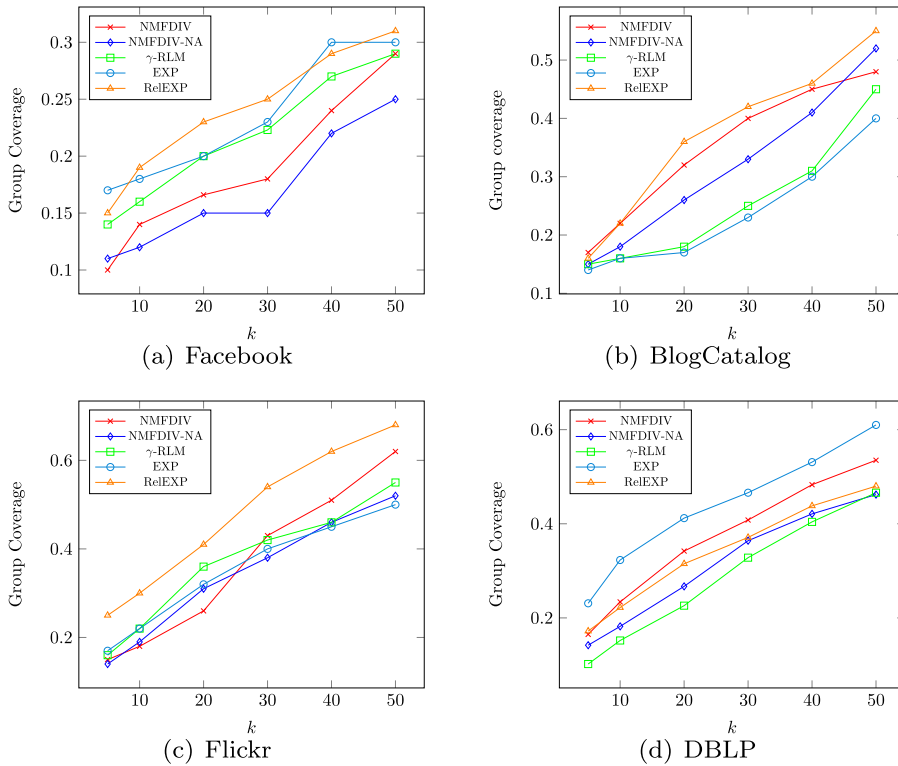 NMFDIV
NMFDIV-NA
γ-RLM
EXP
RelEXP
Group Coverage
0.3
0.25
0.2
0.15
0.1
10 20 30 40 50
k
(a) Facebook
NMFDIV
NMFDIV-NA
γ-RLM
EXP
RelEXP
Group coverage
0.5
0.4
0.3
0.2
0.1
10 20 30 40 50
k
(b) BlogCatalog
NMFDIV
NMFDIV-NA
γ-RLM
EXP
RelEXP
Group Coverage
0.6
0.4
0.2
10 20 30 40 50
k
(c) Flickr
NMFDIV
NMFDIV-NA
γ-RLM
EXP
RelEXP
Group Coverage
0.6
0.4
0.2
10 20 30 40 50
k
(d) DBLP